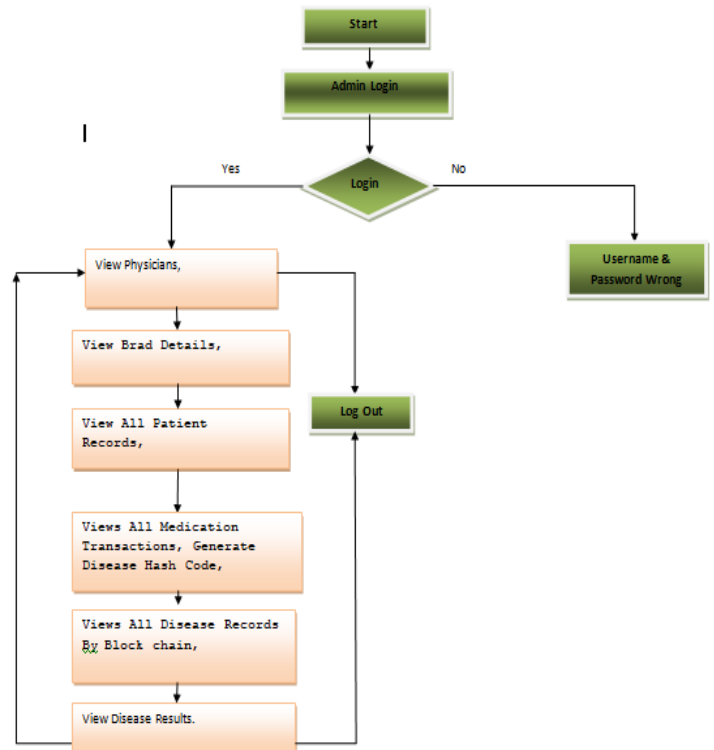 Start
Admin Login
Login
Yes
No
Username &
Password Wrong
View Physicians,
View Brad Details,
View All Patient
Records,
Log Out
Views All Medication
Transactions, Generate
Disease Hash Code,
Views All Disease Records
By Block chain,
View Disease Results.